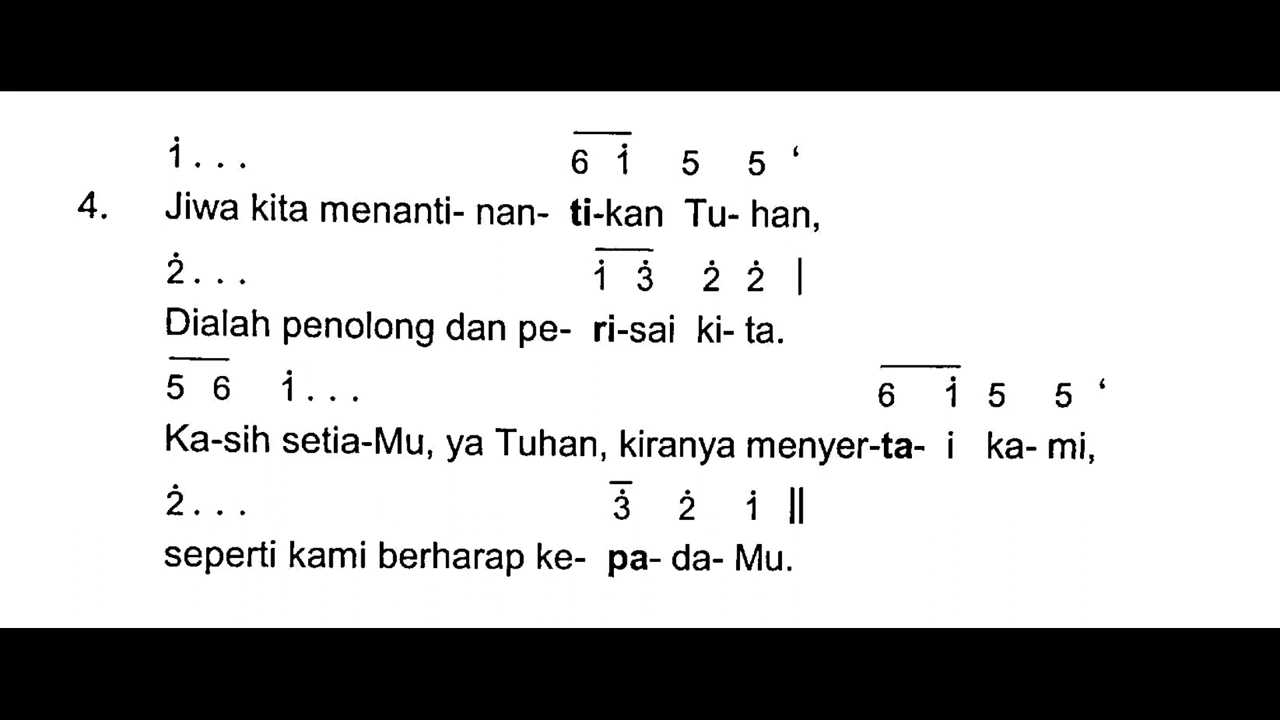 1̇ . . . 6 1̇ 5 5 ‘
4. Jiwa kita menanti- nan- ti-kan Tu- han,
2̇ . . . 1̇ 3̇ 2̇ 2̇ |
Dialah penolong dan pe- ri-sai ki- ta.
5 6 1̇ . . . 6 1̇ 5 5 ‘
Ka-sih setia-Mu, ya Tuhan, kiranya menyer-ta- i ka- mi,
2̇ . . . 3̇ 2̇ 1̇ ||
seperti kami berharap ke- pa- da- Mu.